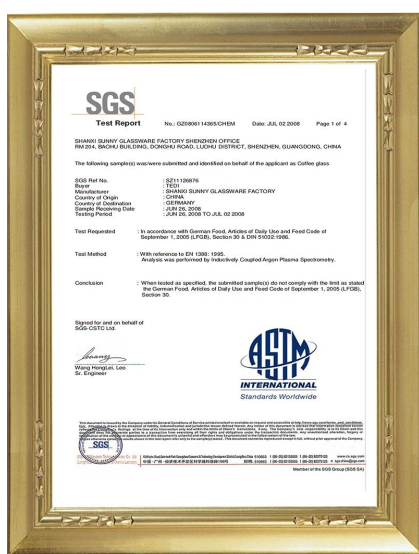 SGS
Test Report No.: GZ0806114365/CHEM Date: JUL 02 2008 Page 1 of 4
SHANXI SUNNY GLASSWARE FACTORY SHENZHEN OFFICE
RM 204, BAOHU BUILDING, DONGHU ROAD, LUOHU DISTRICT, SHENZHEN, GUANGDONG, CHINA
The following sample(s) was/were submitted and identified on behalf of the applicant as Coffee glass
SGS Ref No. : SZ11126876
Buyer : TEDI
Manufacturer : SHANXI SUNNY GLASSWARE FACTORY
Country of Origin : CHINA
Country of Destination : GERMANY
Sample Receiving Date : JUN 26, 2008
Testing Period : JUN 26, 2008 TO JUL 02 2008
Test Requested : In accordance with German Food, Articles of Daily Use and Feed Code of
September 1, 2005 (LFGB), Section 30 & DIN 51032:1986.
Test Method : With reference to EN 1388: 1995.
Analysis was performed by Inductively Coupled Argon Plasma Spectrometry.
Conclusion : When tested as specified, the submitted sample(s) do not comply with the limit as stated
the German Food, Articles of Daily Use and Feed Code of September 1, 2005 (LFGB),
Section 30.
Signed for and on behalf of
SGS-CSTC Ltd.
Wang HongLei, Leo
Sr. Engineer
ASTM
INTERNATIONAL
Standards Worldwide
SGS
Member of the SGS Group (SGS SA)